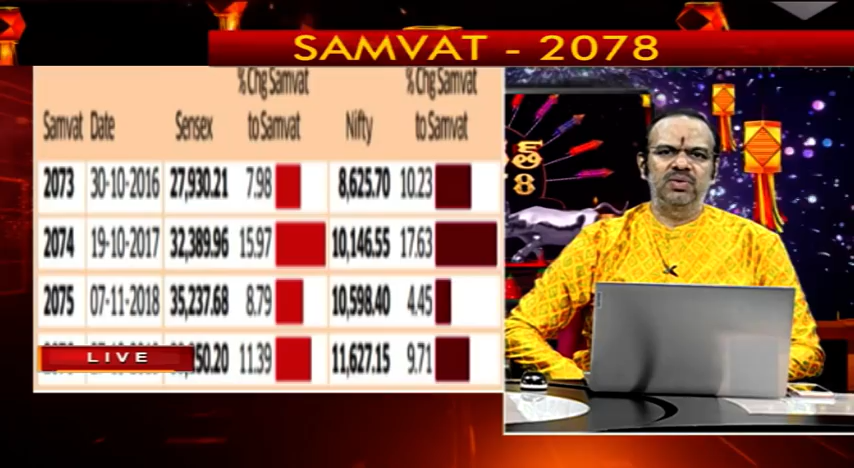 SAMVAT - 2078
% Chg Samvat % Chg Samvat
Samvat Date Sensex to Samvat Nifty to Samvat
2073 30-10-2016 27,930.21 7.98 8,625.70 10.23
2074 19-10-2017 32,389.96 15.97 10,146.55 17.63
2075 07-11-2018 35,237.68 8.79 10,598.40 4.45
LIVE 250.20 11.39 11,627.15 9.71